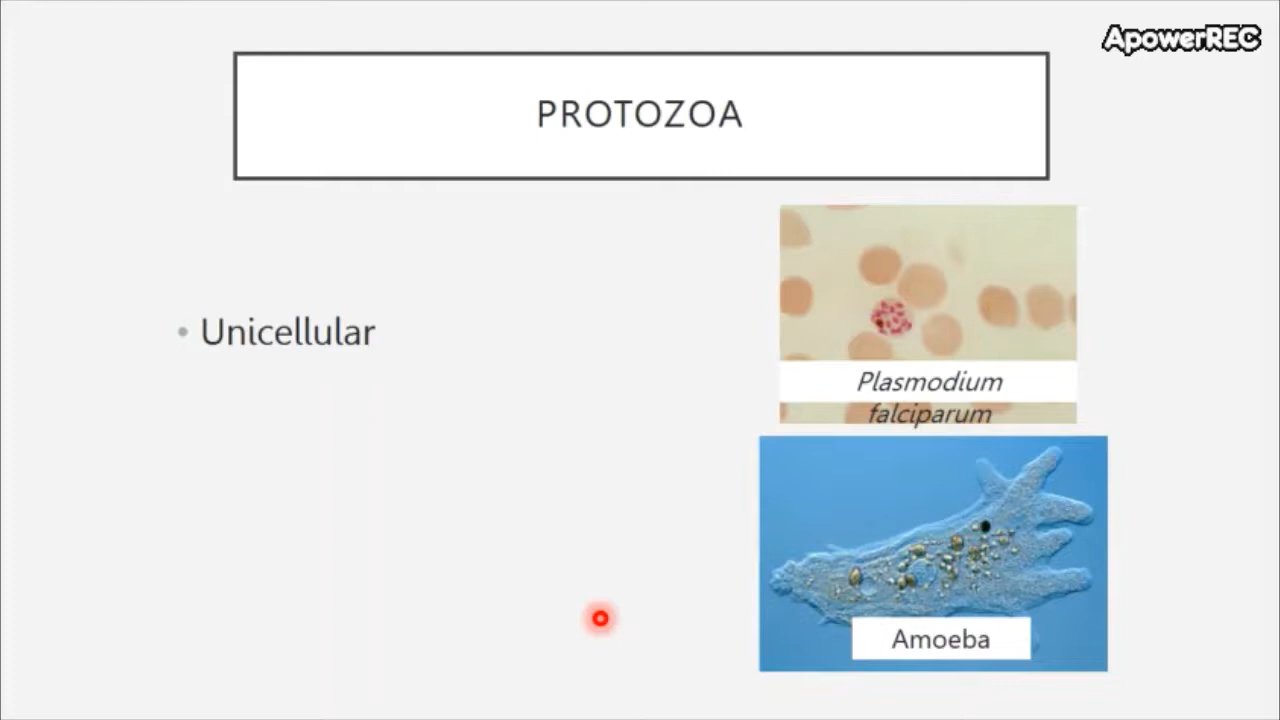 ApowerREC
PROTOZOA
• Unicellular
Plasmodium
falciparum
Amoeba